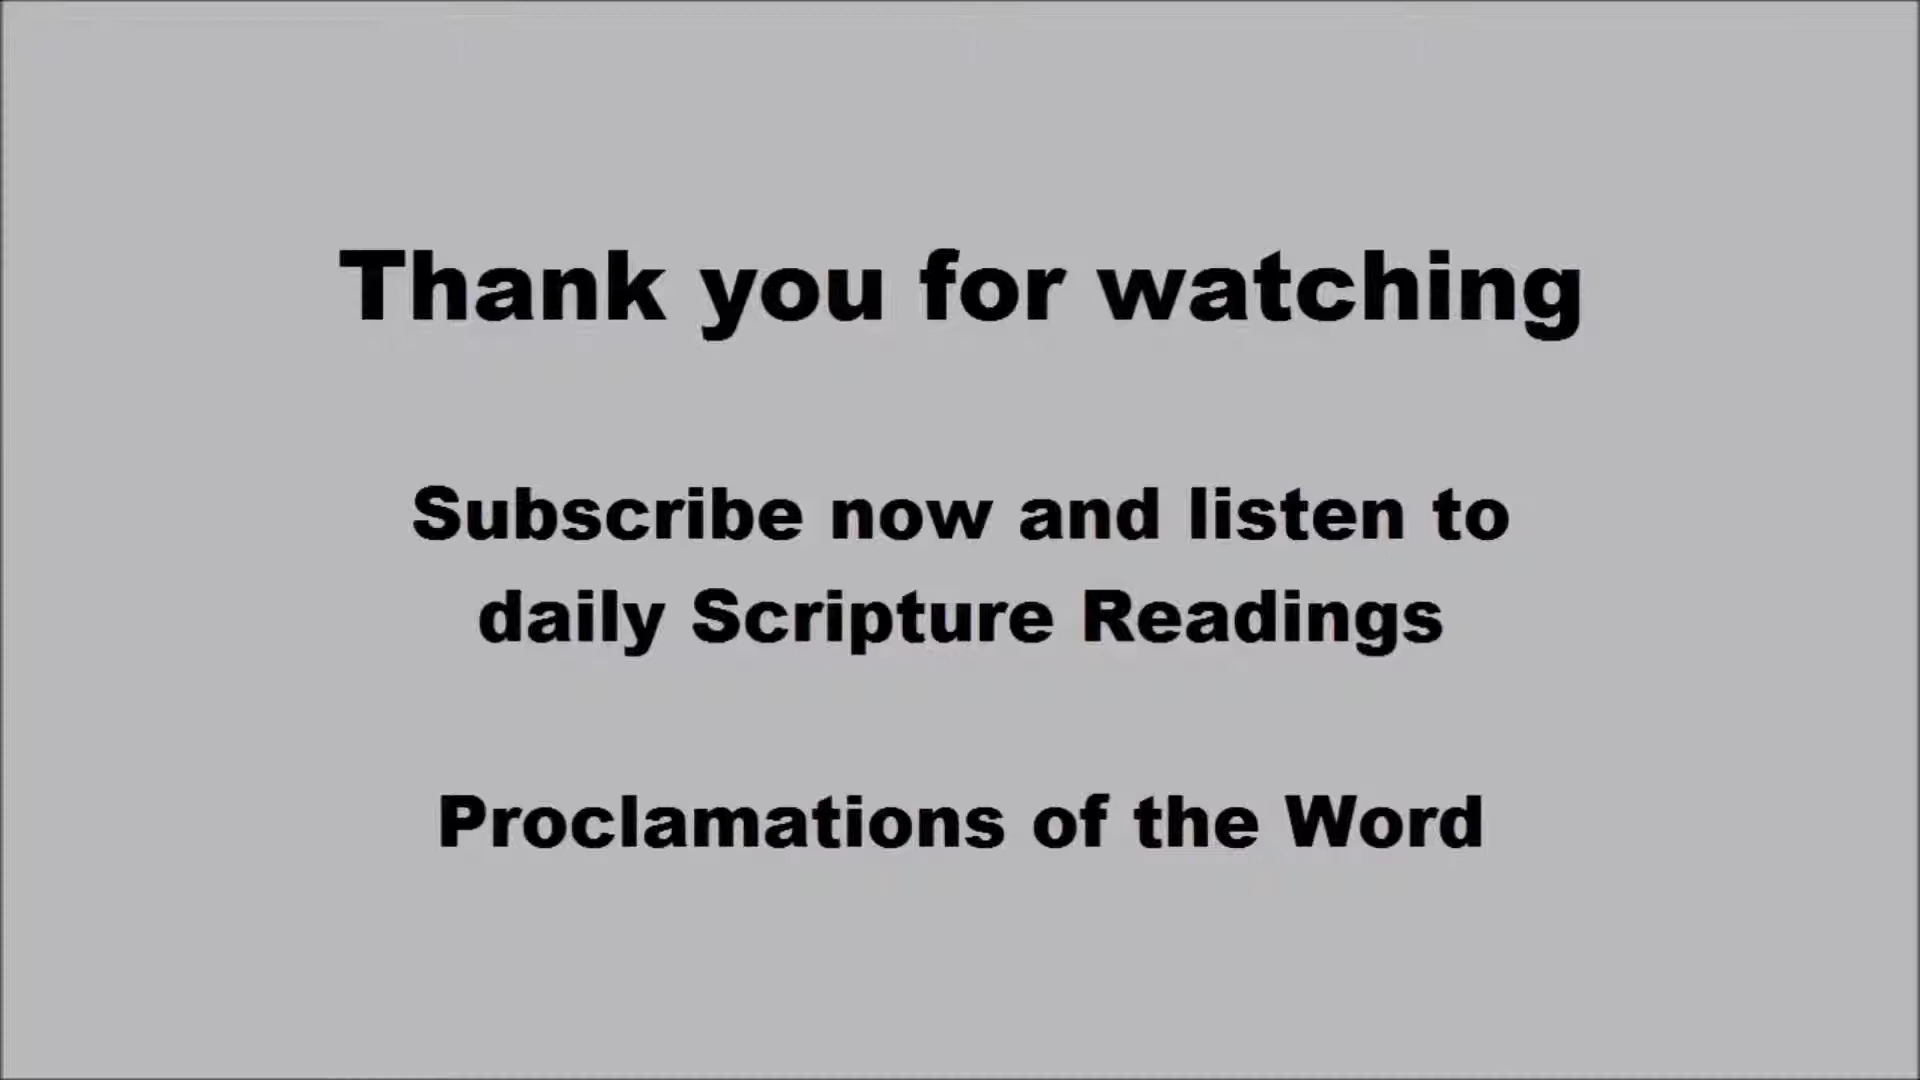 Thank you for watching
Subscribe now and listen to
daily Scripture Readings
Proclamations of the Word